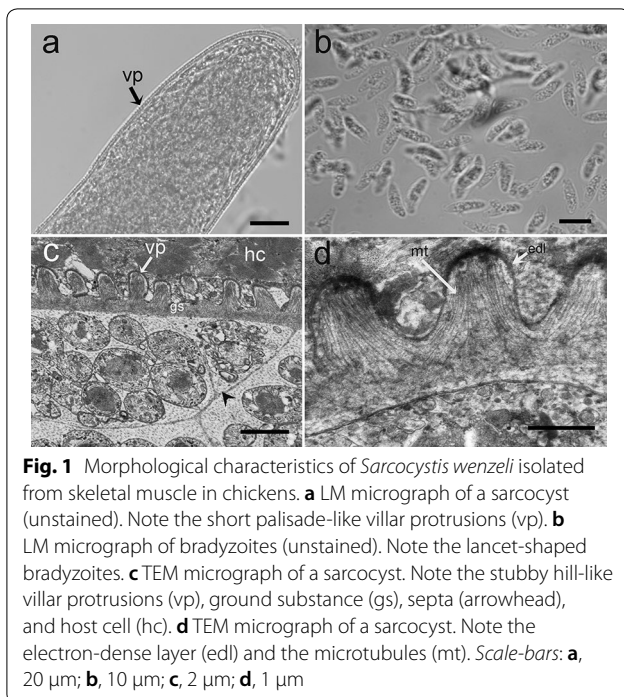 a
vp
b
c
vp
hc
gs
d
mt
edl
Fig. 1 Morphological characteristics of Sarcocystis wenzeli isolated
from skeletal muscle in chickens. a LM micrograph of a sarcocyst
(unstained). Note the short palisade-like villar protrusions (vp). b
LM micrograph of bradyzoites (unstained). Note the lancet-shaped
bradyzoites. c TEM micrograph of a sarcocyst. Note the stubby hill-like
villar protrusions (vp), ground substance (gs), septa (arrowhead),
and host cell (hc). d TEM micrograph of a sarcocyst. Note the
electron-dense layer (edl) and the microtubules (mt). Scale-bars: a,
20 μm; b, 10 μm; c, 2 μm; d, 1 μm